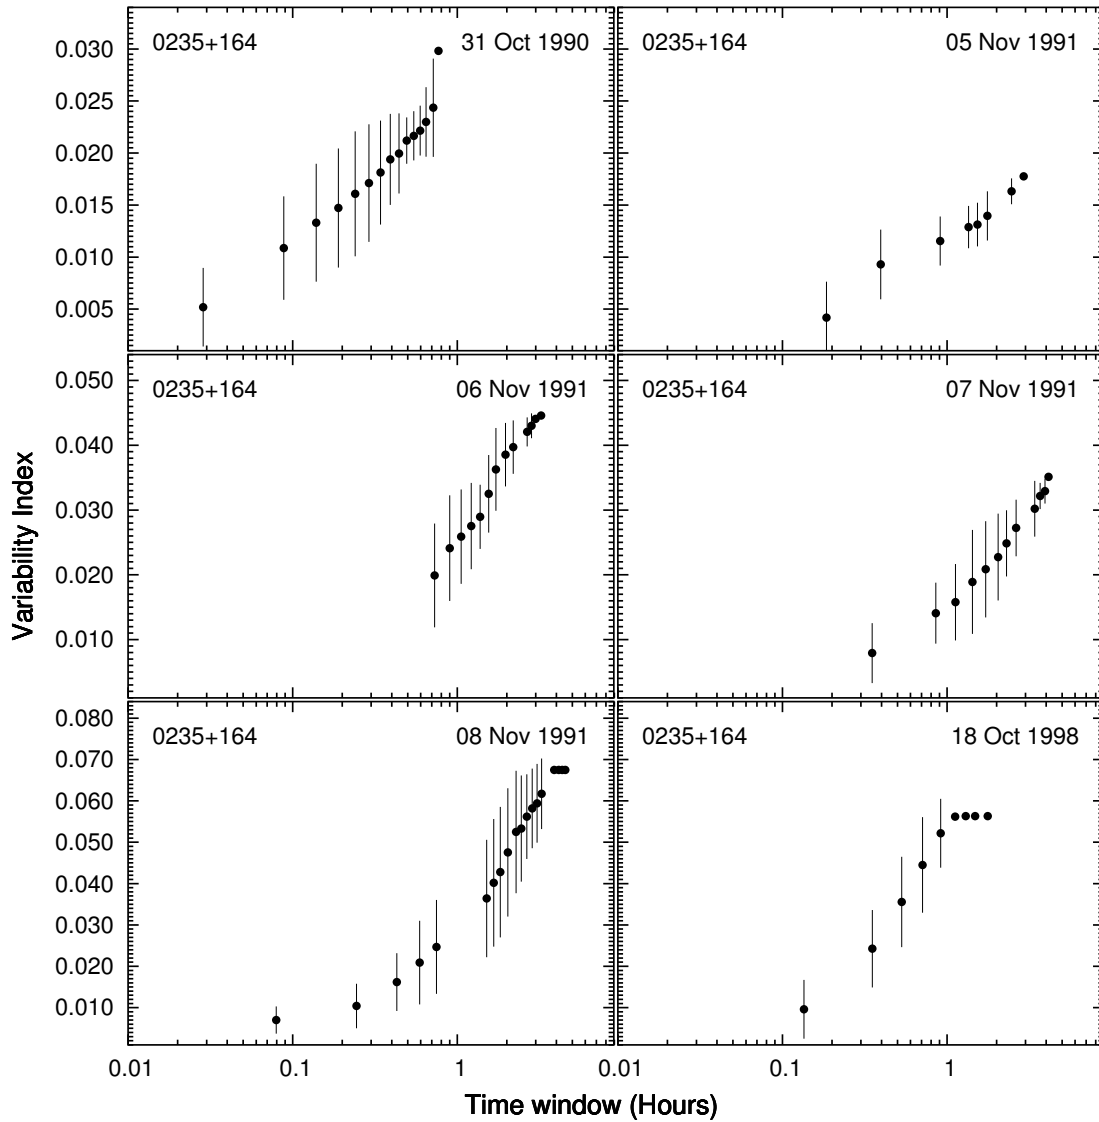 0235+164 31 Oct 1990
0235+164 05 Nov 1991
0.030
0.025
0.020
0.015
0.010
0.005
0235+164 06 Nov 1991
0235+164 07 Nov 1991
0.050
0.040
0.030
0.020
0.010
0235+164 08 Nov 1991
0235+164 18 Oct 1998
0.080
0.070
0.060
0.050
0.040
0.030
0.020
0.010
0.01 0.1 1 0.01 0.1 1
Variability Index
Time window (Hours)